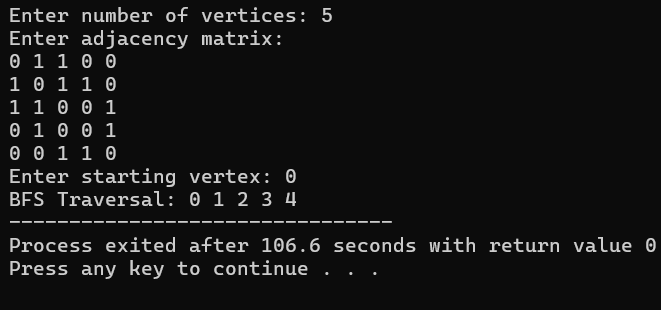 Enter number of vertices: 5
Enter adjacency matrix:
0 1 1 0 0
1 0 1 1 0
1 1 0 0 1
0 1 0 0 1
0 0 1 1 0
Enter starting vertex: 0
BFS Traversal: 0 1 2 3 4
--------------------------------
Process exited after 106.6 seconds with return value 0
Press any key to continue . . .